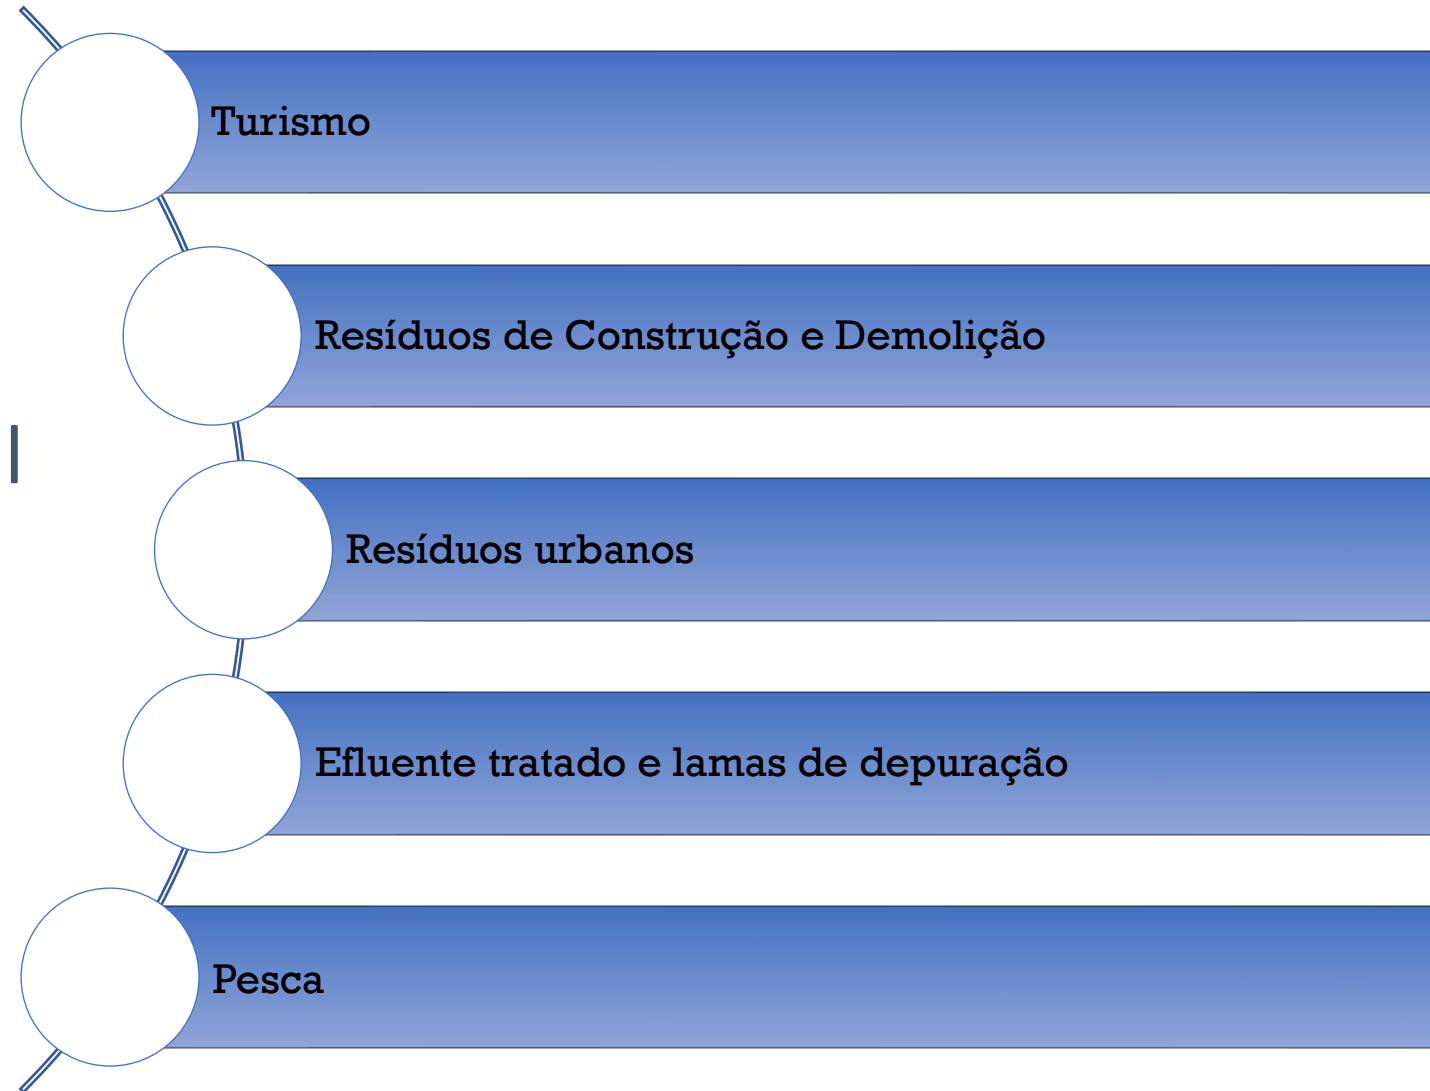 Turismo
Resíduos de Construção e Demolição
Resíduos urbanos
Efluente tratado e lamas de depuração
Pesca